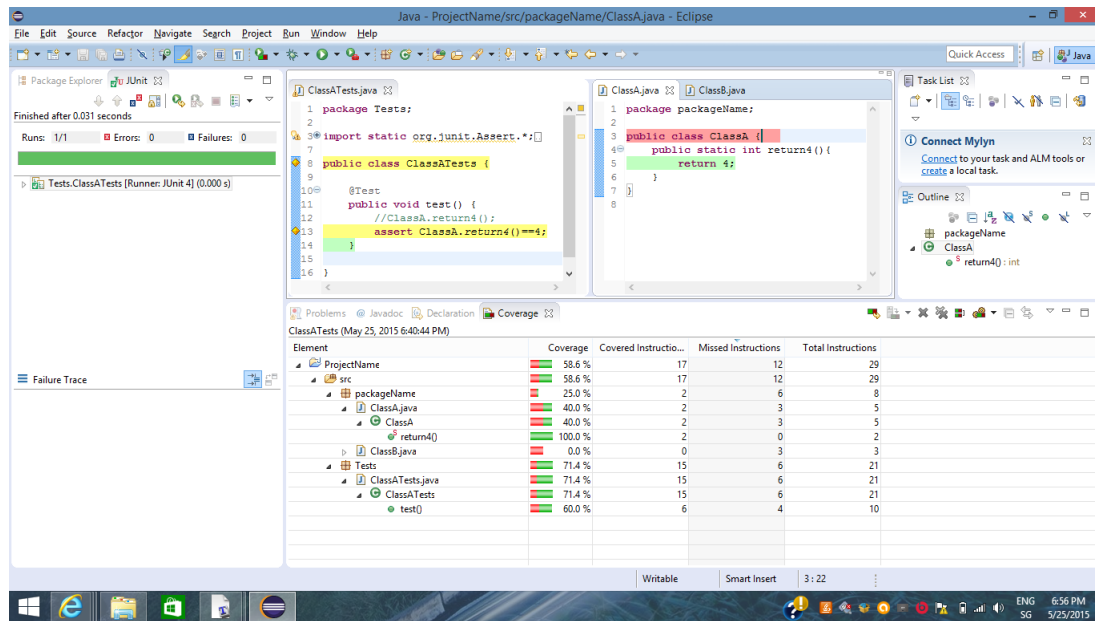 Java - ProjectName/src/packageName/ClassA.java - Eclipse
File Edit Source Refactor Navigate Search Project Run Window Help
Quick Access
Java
Package Explorer
JUnit
Finished after 0.031 seconds
Runs: 1/1
Errors: 0
Failures: 0
Tests.ClassATests [Runner: JUnit 4] (0.000 s)
Failure Trace
ClassATests.java
1 package Tests;
2
3 import static org.junit.Assert.*;
7
8 public class ClassATests {
9
10 @Test
11 public void test() {
12 //ClassA.return4();
13 assert ClassA.return4()==4;
14 }
15
16 }
ClassA.java
ClassB.java
1 package packageName;
2
3 public class ClassA {
4 public static int return4(){
5 return 4;
6 }
7 }
8
Task List
Connect Mylyn
Connect to your task and ALM tools or
create a local task.
Outline
packageName
ClassA
S return4() : int
Problems @ Javadoc Declaration Coverage
ClassATests (May 25, 2015 6:40:44 PM)
Element Coverage Covered Instructio... Missed Instructions Total Instructions
ProjectName 58.6 % 17 12 29
src 58.6 % 17 12 29
packageName 25.0 % 2 6 8
ClassA.java 40.0 % 2 3 5
ClassA 40.0 % 2 3 5
S return4() 100.0 % 2 0 2
ClassB.java 0.0 % 0 3 3
Tests 71.4 % 15 6 21
ClassATests.java 71.4 % 15 6 21
ClassATests 71.4 % 15 6 21
test() 60.0 % 6 4 10
Writable
Smart Insert
3 : 22
ENG
SG
6:56 PM
5/25/2015